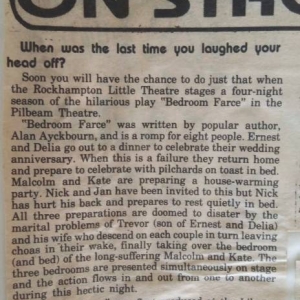 ON STAG
When was the last time you laughed your
head off?
Soon you will have the chance to do just that when
the Rockhampton Little Theatre stages a four-night
season of the hilarious play "Bedroom Farce" in the
Pilbeam Theatre.
"Bedroom Farce" was written by popular author,
Alan Ayckbourn, and is a romp for eight people. Ernest
and Delia go out to a dinner to celebrate their wedding
anniversary. When this is a failure they return home
and prepare to celebrate with pilchards on toast in bed.
Malcolm and Kate are preparing a house-warming
party. Nick and Jan have been invited to this but Nick
has hurt his back and prepares to rest quietly in bed.
All three preparations are doomed to disater by the
marital problems of Trevor (son of Ernest and Delia)
and his wife who descend on each couple in turn leaving
choas in their wake, finally taking over the bedroom
(and bed) of the long-suffering Malcolm and Kate. The
three bedrooms are presented simultaneously on stage
and the action flows in and out from one to another
during this hectic night.